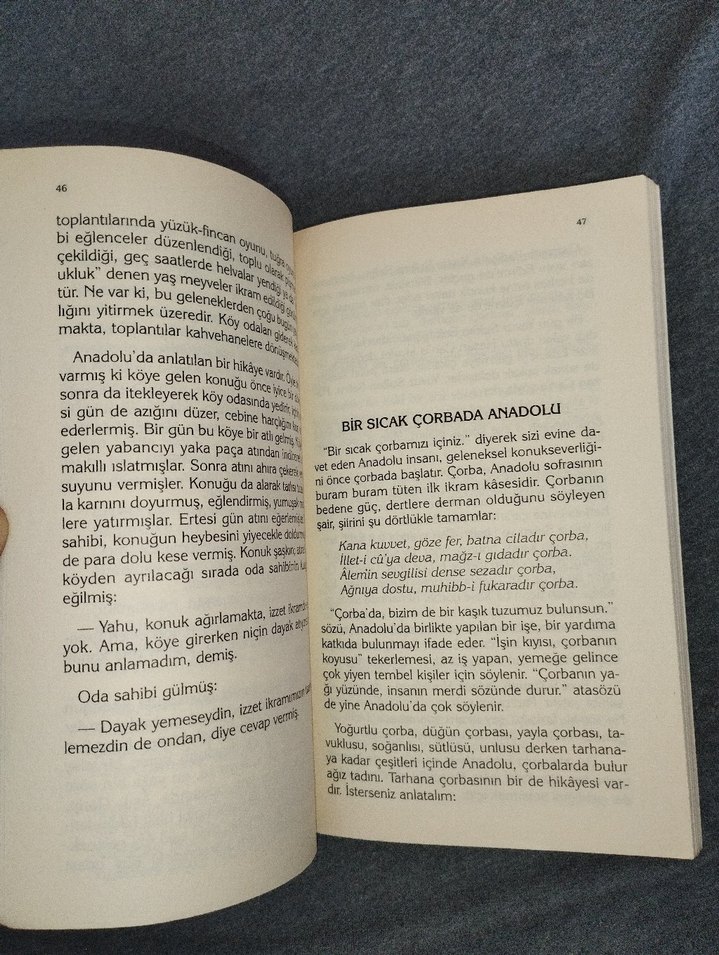 46
toplantılarında yüzük-fincan oyunu, tuğra
bi eğlenceler düzenlendiği, toplu olarak
çekildiği, geç saatlerde helvalar yendiği ya da
ukluk” denen yaş meyveler ikram edildiği
tür. Ne var ki, bu geleneklerden çoğu bugün
lığını yitirmek üzeredir. Köy odaları giderek
makta, toplantılar kahvehanelere
Anadolu’da anlatılan bir hikâye vardır.
varmış ki köye gelen konuğu önce iyice bir
sonra da itekleyerek köy odasında yedirir,
si gün de azığını düzer, cebine harçlığını
ederlermiş. Bir gün bu köye bir atlı gelmiş.
gelen yabancıyı yaka paça atından
makıllı ıslatmışlar. Sonra atını ahıra çekerek
suyunu vermişler. Konuğu da alarak tatlı
la karnını doyurmuş, eğlendirmiş, yumuşak
lere yatırmışlar. Ertesi gün atını eğerlemişler
sahibi, konuğun heybesini yiyecekle
de para dolu kese vermiş. Konuk şaşkın;
köyden ayrılacağı sırada oda sahibinin
eğilmiş:
— Yahu, konuk ağırlamakta, izzet ikramda
yok. Ama, köye girerken niçin dayak
bunu anlamadım, demiş.
Oda sahibi gülmüş:
— Dayak yemeseydin, izzet ikramımızın
lemezdin de ondan, diye cevap vermiş.
47
BİR SICAK ÇORBADA ANADOLU
“Bir sıcak çorbamızı içiniz.” diyerek sizi evine da-
vet eden Anadolu insanı, geleneksel konukseverliği-
ni önce çorbada başlatır. Çorba, Anadolu sofrasının
buram buram tüten ilk ikram kâsesidir. Çorbanın
bedene güç, dertlere derman olduğunu söyleyen
şair, şiirini şu dörtlükle tamamlar:
Kana kuvvet, göze fer, batna ciladır çorba,
İllet-i cû’ya deva, mağz-ı gıdadır çorba.
Âlemin sevgilisi dense sezadır çorba,
Ağnıya dostu, muhibb-i fukaradır çorba.
“Çorba’da, bizim de bir kaşık tuzumuz bulunsun.”
sözü, Anadolu’da birlikte yapılan bir işe, bir yardıma
katkıda bulunmayı ifade eder. “İşin kıyısı, çorbanın
koyusu” tekerlemesi, az iş yapan, yemeğe gelince
çok yiyen tembel kişiler için söylenir. “Çorbanın ya-
ğı yüzünde, insanın merdi sözünde durur.” atasözü
de yine Anadolu’da çok söylenir.
Yoğurtlu çorba, düğün çorbası, yayla çorbası, ta-
vuklusu, soğanlısı, sütlüsü, unlusu derken tarhana-
ya kadar çeşitleri içinde Anadolu, çorbalarda bulur
ağız tadını. Tarhana çorbasının bir de hikâyesi var-
dır. İsterseniz anlatalım: